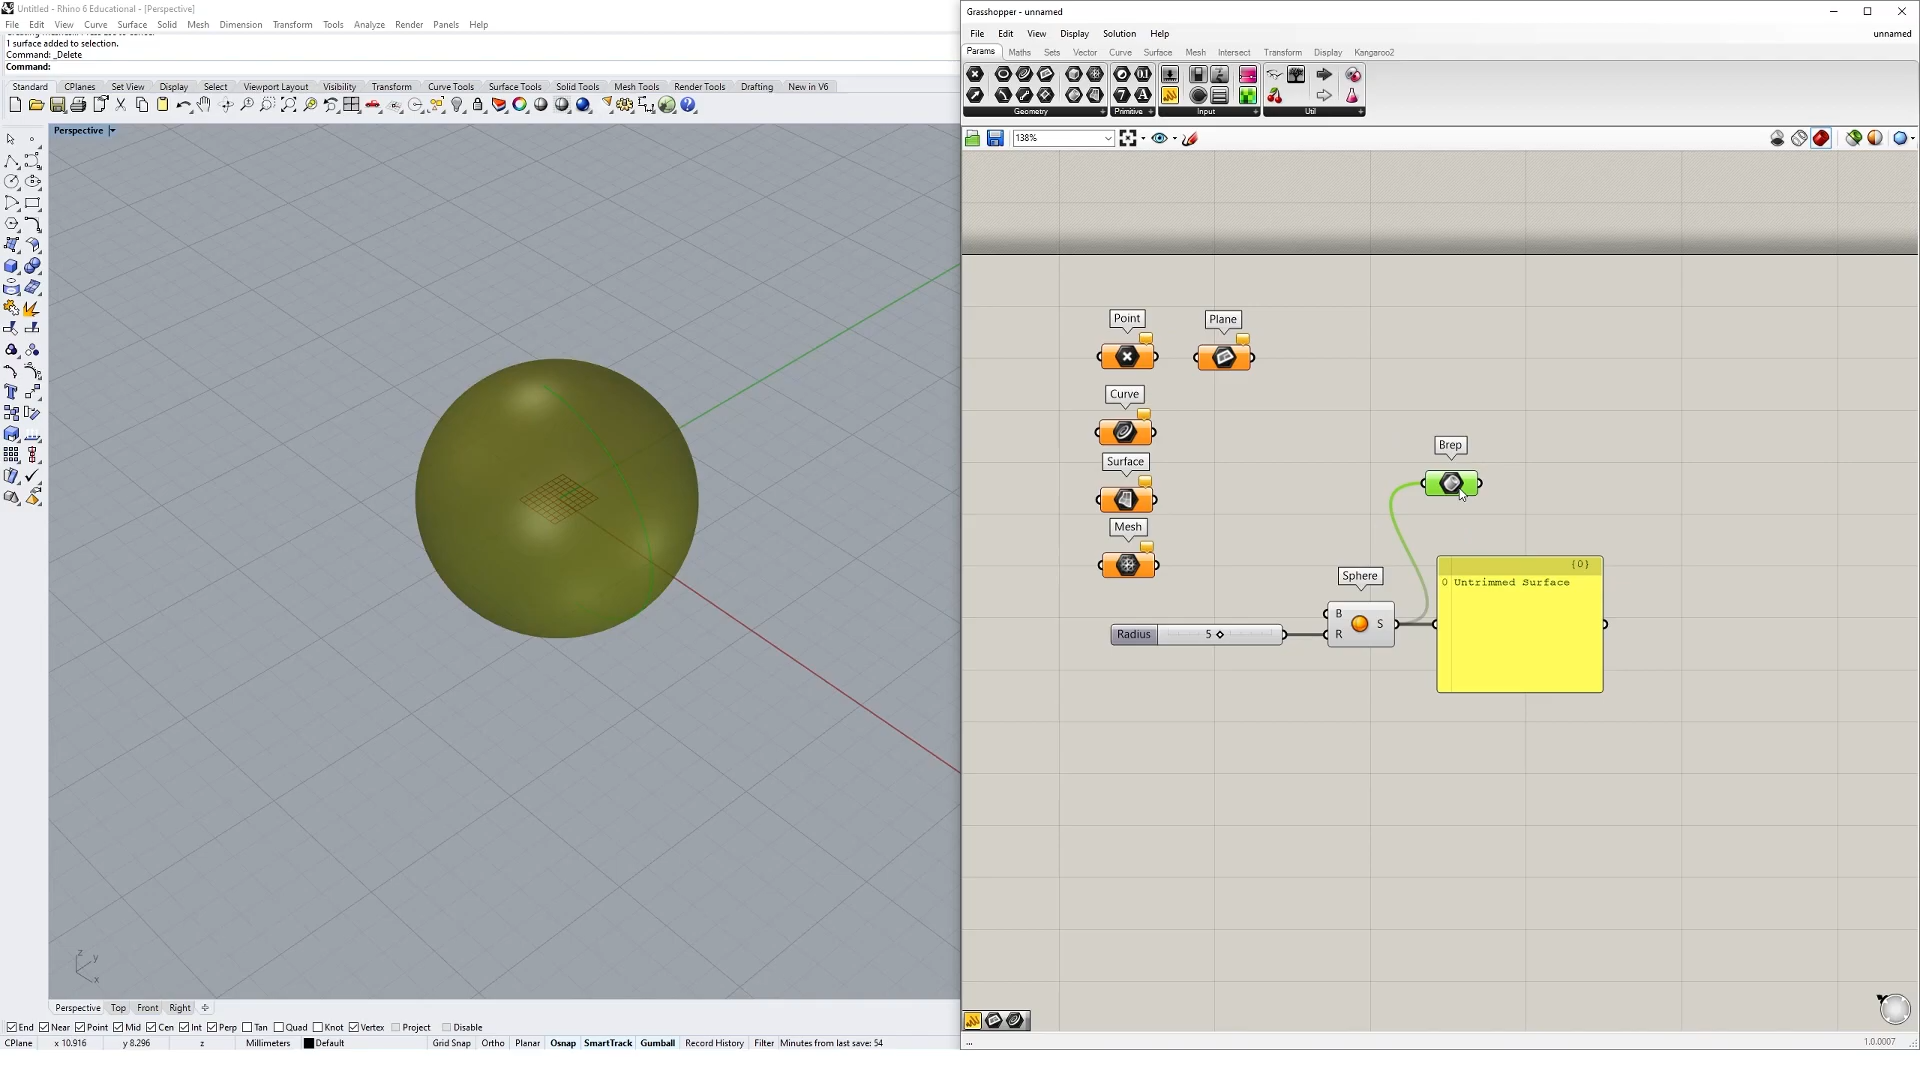 Untitled - Rhino 6 Educational - [Perspective]
File Edit View Curve Surface Solid Mesh Dimension Transform Tools Analyze Render Panels Help
1 surface added to selection.
Command: _Delete
Command:
Standard CPlanes Set View Display Select Viewport Layout Visibility Transform Curve Tools Surface Tools Solid Tools Mesh Tools Render Tools Drafting New in V6
Perspective
z
y
x
Perspective Top Front Right
End Near Point Mid Cen Int Perp Tan Quad Knot Vertex Project Disable
CPlane x 10.916 y 8.296 z Millimeters Default Grid Snap Ortho Planar Osnap SmartTrack Gumball Record History Filter Minutes from last save: 54
Grasshopper - unnamed
File Edit View Display Solution Help unnamed
Params Maths Sets Vector Curve Surface Mesh Intersect Transform Display Kangaroo2
Geometry Primitive Input Util
138%
Point
Plane
Curve
Brep
Surface
Mesh
{0}
Sphere
0 Untrimmed Surface
B
R
S
Radius 5
...
1.0.0007